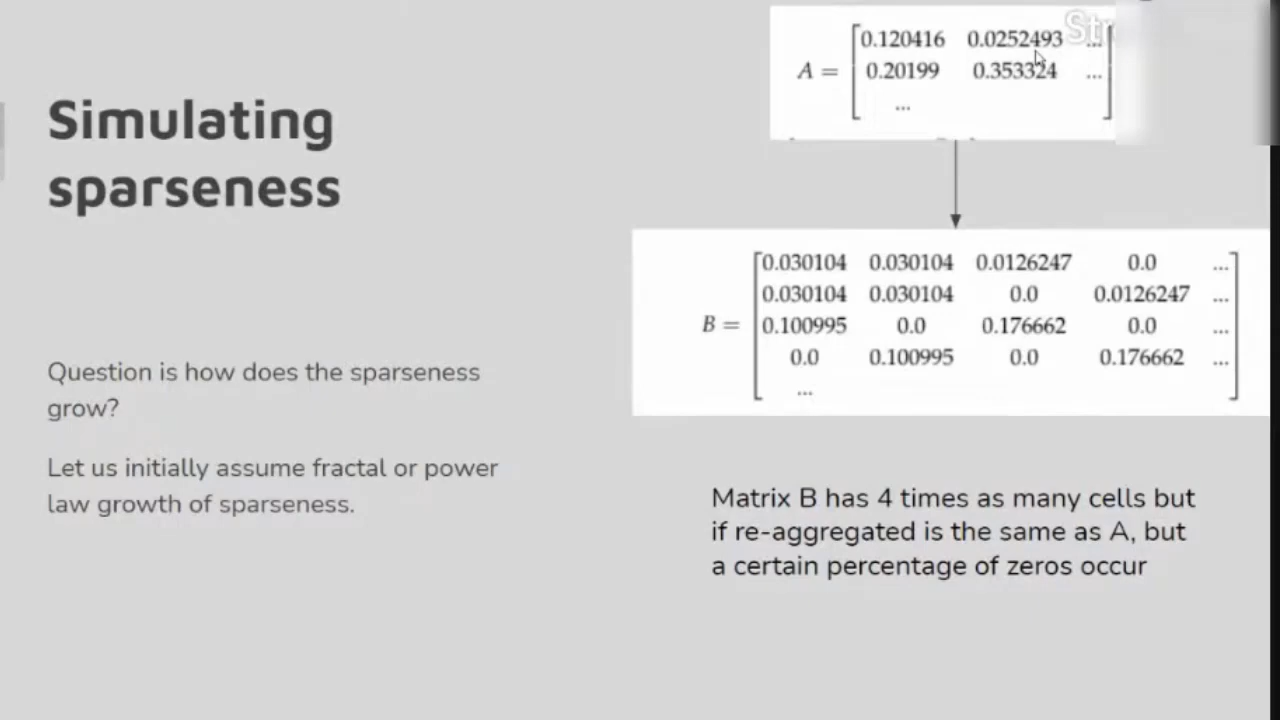 Simulating
sparseness
Question is how does the sparseness
grow?
Let us initially assume fractal or power
law growth of sparseness.
A = [0.120416 0.0252493 ...
0.20199 0.353324 ...
...]
B = [0.030104 0.030104 0.0126247 0.0 ...
0.030104 0.030104 0.0 0.0126247 ...
0.100995 0.0 0.176662 0.0 ...
0.0 0.100995 0.0 0.176662 ...
...]
Matrix B has 4 times as many cells but
if re-aggregated is the same as A, but
a certain percentage of zeros occur